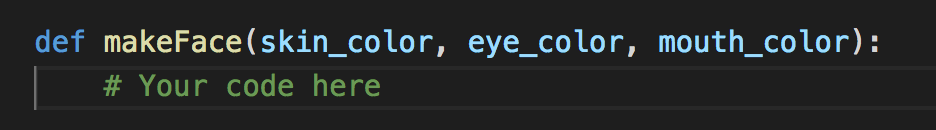 def makeFace(skin_color, eye_color, mouth_color):
    # Your code here